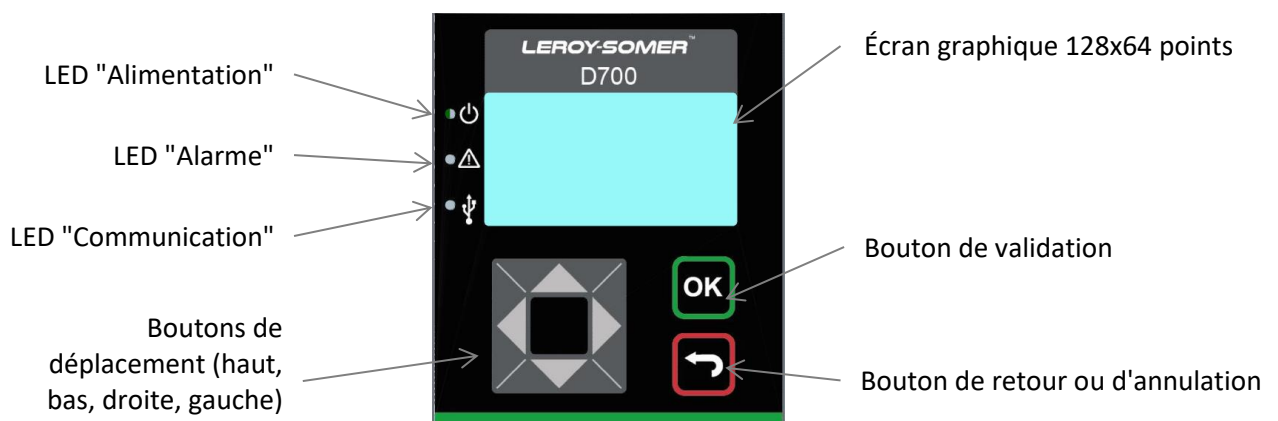 LEROY-SOMER™
D700
LED "Alimentation"
LED "Alarme"
LED "Communication"
Boutons de
déplacement (haut,
bas, droite, gauche)
Écran graphique 128x64 points
OK
Bouton de validation
Bouton de retour ou d'annulation